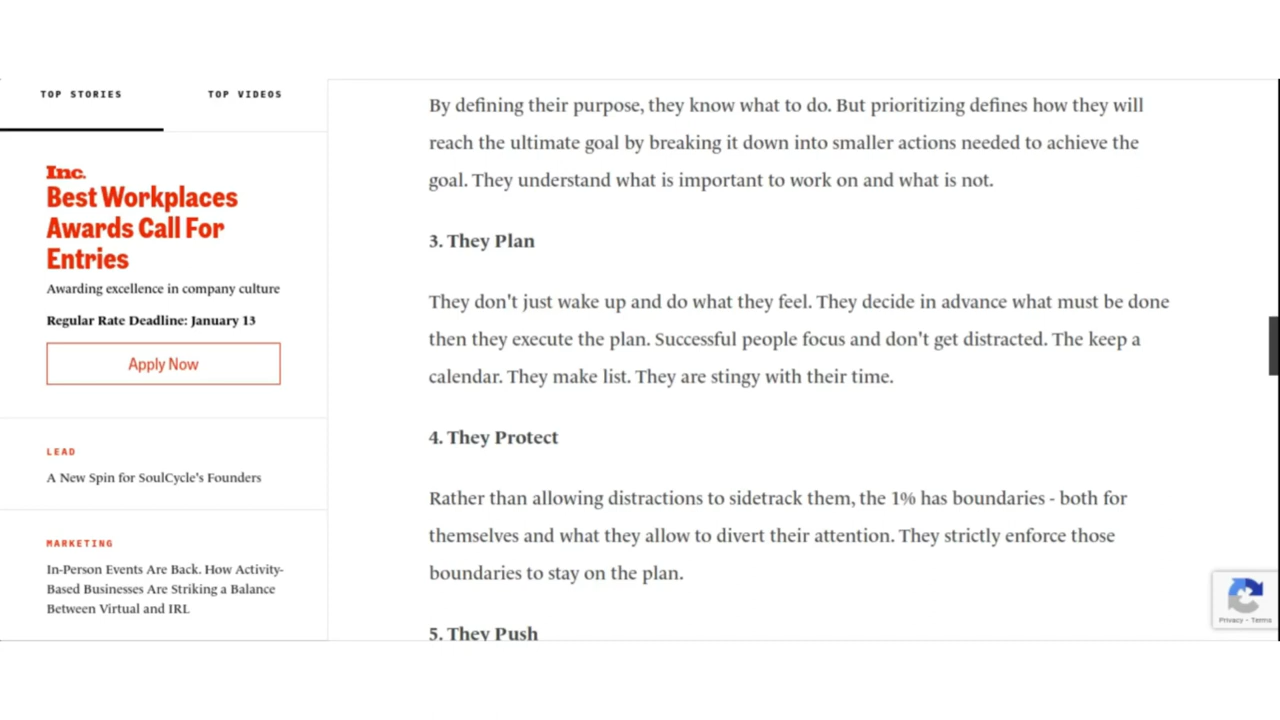 TOP STORIES
TOP VIDEOS
Inc.
Best Workplaces
Awards Call For
Entries
Awarding excellence in company culture
Regular Rate Deadline: January 13
Apply Now
LEAD
A New Spin for SoulCycle's Founders
MARKETING
In-Person Events Are Back. How Activity-
Based Businesses Are Striking a Balance
Between Virtual and IRL
By defining their purpose, they know what to do. But prioritizing defines how they will
reach the ultimate goal by breaking it down into smaller actions needed to achieve the
goal. They understand what is important to work on and what is not.
3. They Plan
They don't just wake up and do what they feel. They decide in advance what must be done
then they execute the plan. Successful people focus and don't get distracted. The keep a
calendar. They make list. They are stingy with their time.
4. They Protect
Rather than allowing distractions to sidetrack them, the 1% has boundaries - both for
themselves and what they allow to divert their attention. They strictly enforce those
boundaries to stay on the plan.
5. They Push
Privacy - Terms